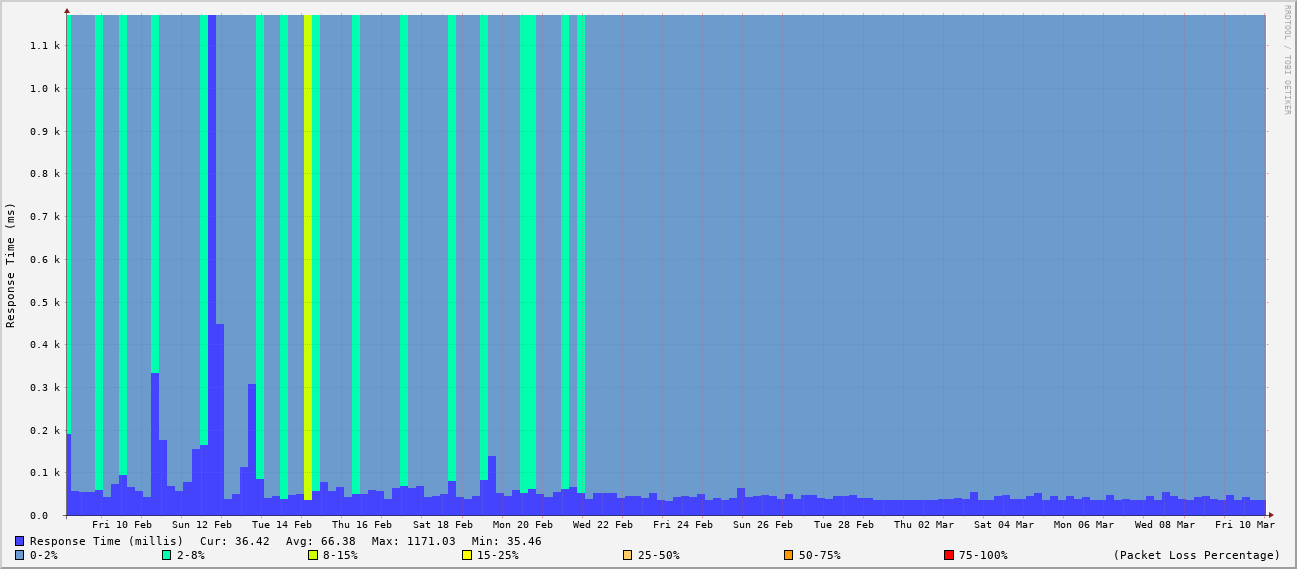 RRDTOOL / TOBI OETIKER
Response Time (ms)
1.1 k
1.0 k
0.9 k
0.8 k
0.7 k
0.6 k
0.5 k
0.4 k
0.3 k
0.2 k
0.1 k
0.0
Fri 10 Feb Sun 12 Feb Tue 14 Feb Thu 16 Feb Sat 18 Feb Mon 20 Feb Wed 22 Feb Fri 24 Feb Sun 26 Feb Tue 28 Feb Thu 02 Mar Sat 04 Mar Mon 06 Mar Wed 08 Mar Fri 10 Mar
Response Time (millis) Cur: 36.42 Avg: 66.38 Max: 1171.03 Min: 35.46
0-2% 2-8% 8-15% 15-25% 25-50% 50-75% 75-100% (Packet Loss Percentage)